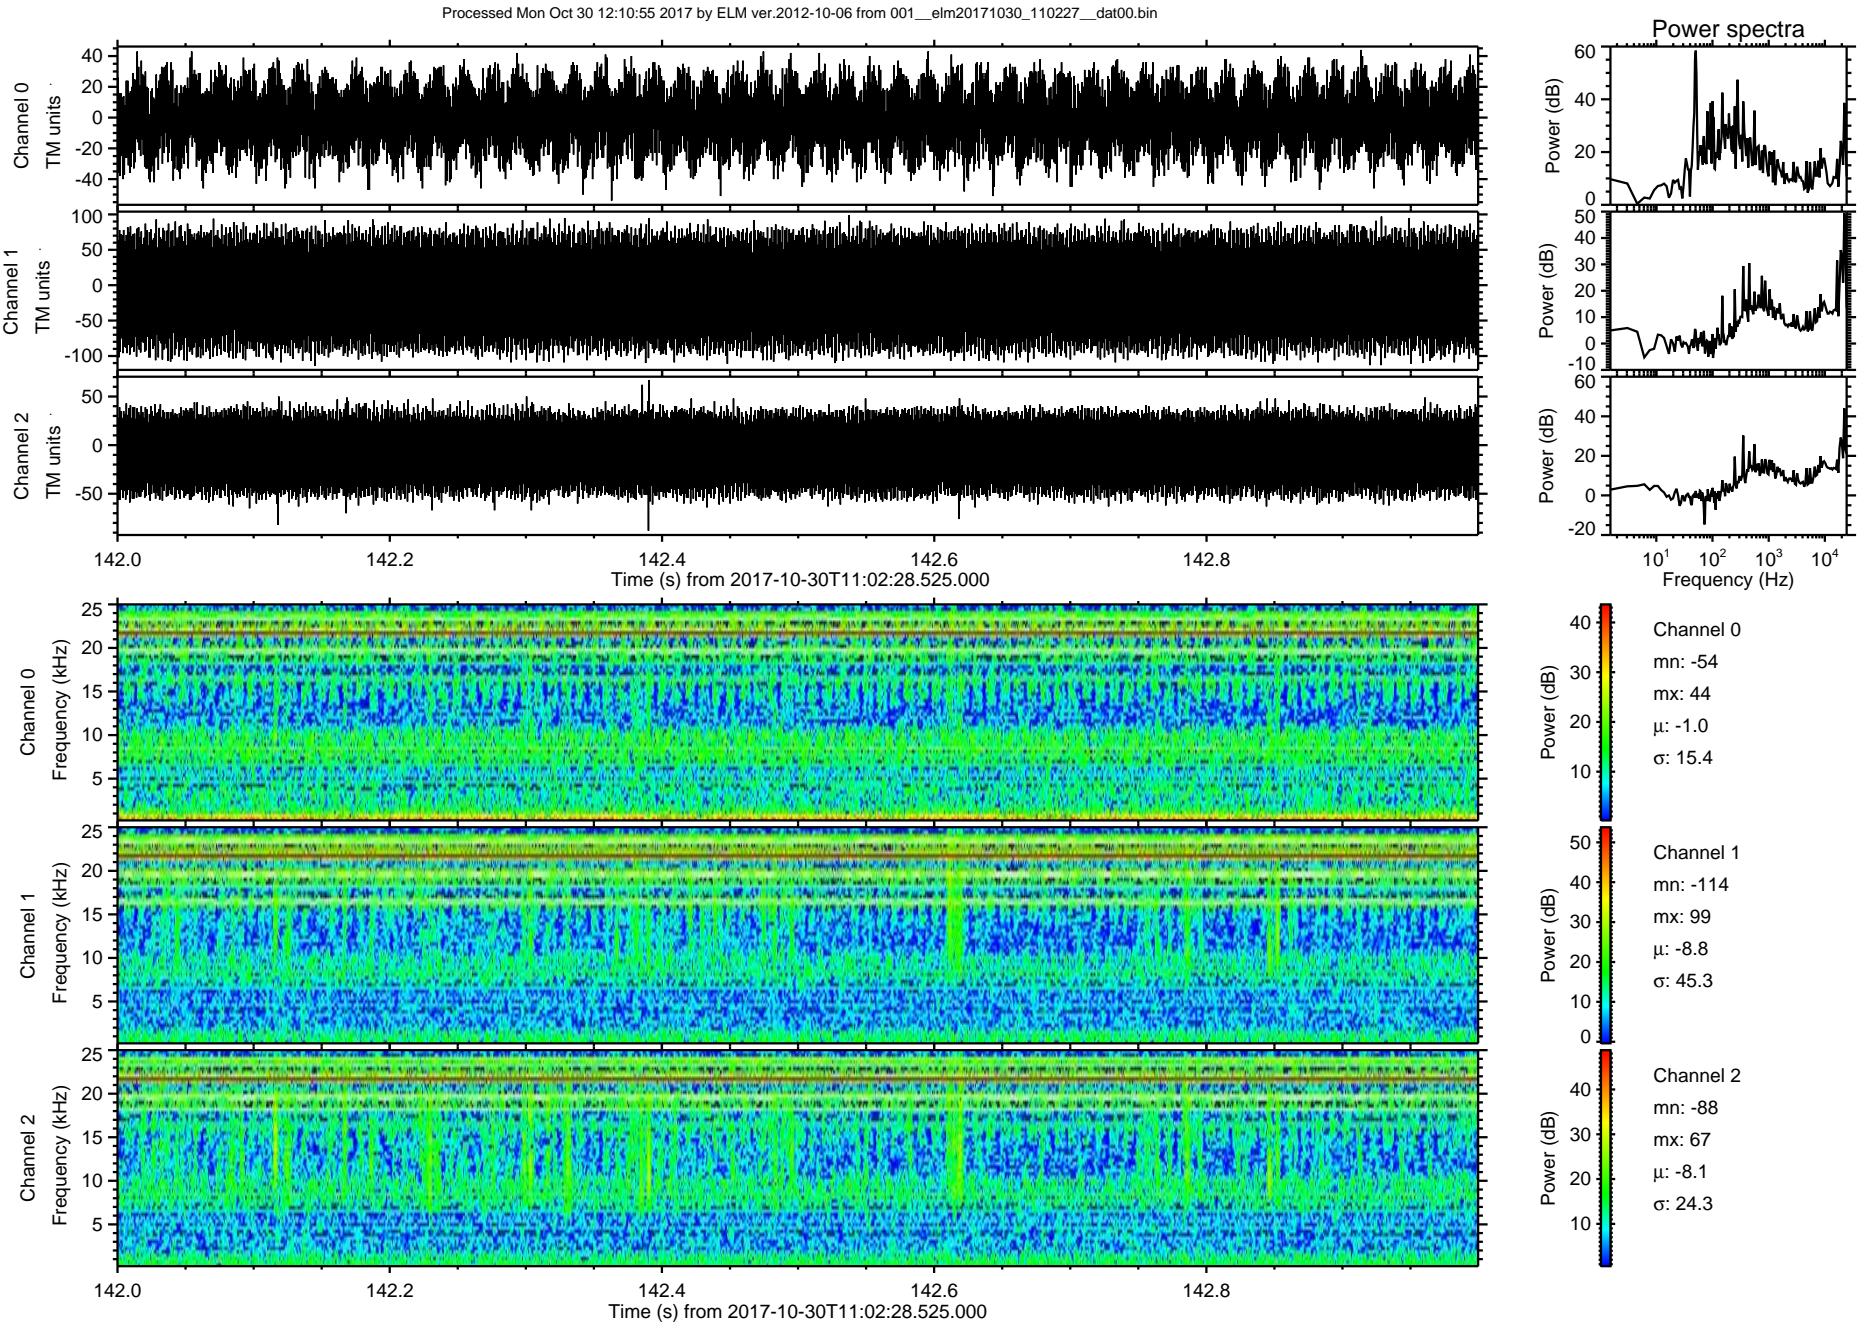 Processed Mon Oct 30 12:10:55 2017 by ELM ver.2012-10-06 from 001__elm20171030_110227__dat00.bin
Power spectra
Channel 0
TM units
40
20
0
-20
-40
Power (dB)
60
40
20
0
Channel 1
TM units
100
50
0
-50
-100
Power (dB)
50
40
30
20
10
0
-10
Channel 2
TM units
50
0
-50
Power (dB)
60
40
20
0
-20
142.0 142.2 142.4 142.6 142.8
Time (s) from 2017-10-30T11:02:28.525.000
10^1 10^2 10^3 10^4
Frequency (Hz)
Channel 0
Frequency (kHz)
25
20
15
10
5
Power (dB)
40
30
20
10
Channel 0
mn: -54
mx: 44
μ: -1.0
σ: 15.4
Channel 1
Frequency (kHz)
25
20
15
10
5
Power (dB)
50
40
30
20
10
0
Channel 1
mn: -114
mx: 99
μ: -8.8
σ: 45.3
Channel 2
Frequency (kHz)
25
20
15
10
5
Power (dB)
40
30
20
10
Channel 2
mn: -88
mx: 67
μ: -8.1
σ: 24.3
142.0 142.2 142.4 142.6 142.8
Time (s) from 2017-10-30T11:02:28.525.000